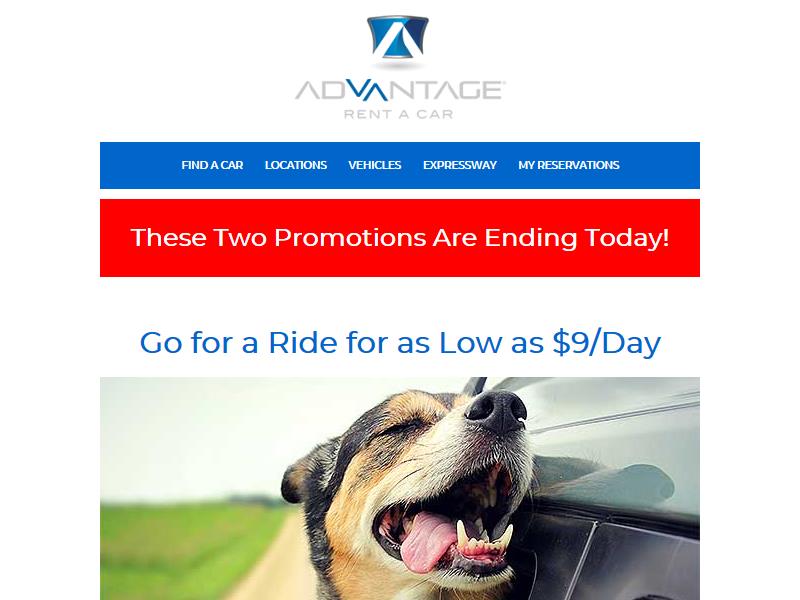 ADVANTAGE
RENT A CAR
FIND A CAR LOCATIONS VEHICLES EXPRESSWAY MY RESERVATIONS
These Two Promotions Are Ending Today!
Go for a Ride for as Low as $9/Day